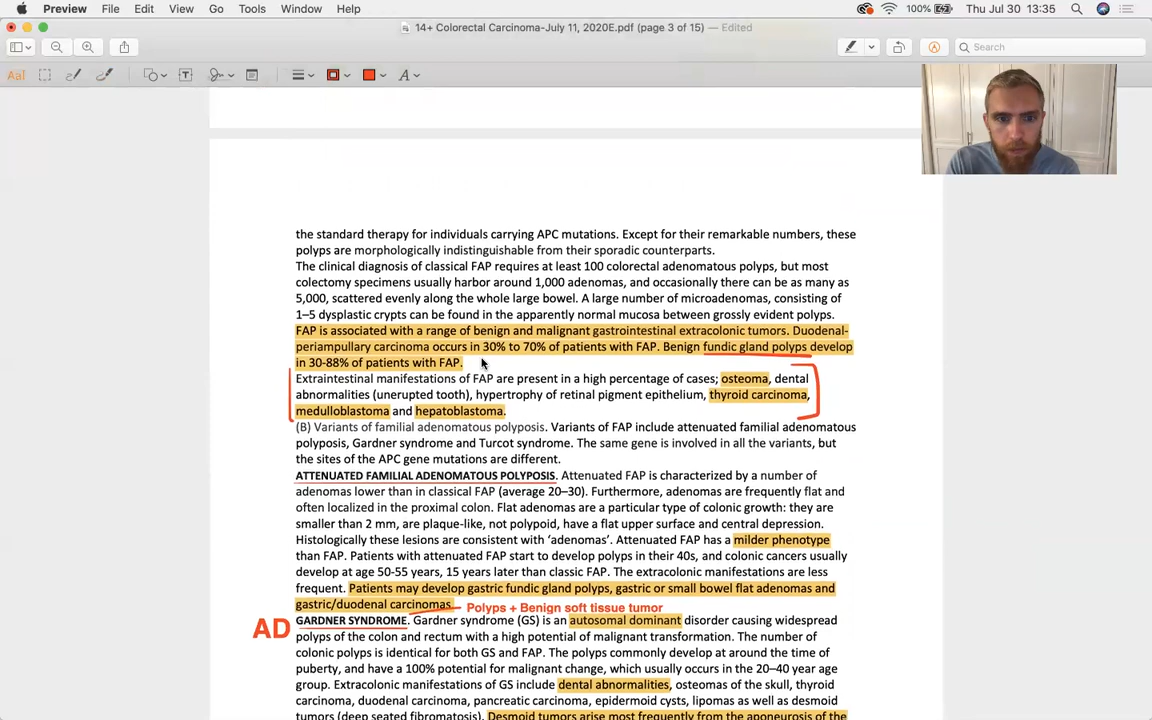 Preview File Edit View Go Tools Window Help 100% Thu Jul 30 13:35
14+ Colorectal Carcinoma-July 11, 2020E.pdf (page 3 of 15) — Edited
Search
AaI T A
the standard therapy for individuals carrying APC mutations. Except for their remarkable numbers, these
polyps are morphologically indistinguishable from their sporadic counterparts.
The clinical diagnosis of classical FAP requires at least 100 colorectal adenomatous polyps, but most
colectomy specimens usually harbor around 1,000 adenomas, and occasionally there can be as many as
5,000, scattered evenly along the whole large bowel. A large number of microadenomas, consisting of
1–5 dysplastic crypts can be found in the apparently normal mucosa between grossly evident polyps.
FAP is associated with a range of benign and malignant gastrointestinal extracolonic tumors. Duodenal-
periampullary carcinoma occurs in 30% to 70% of patients with FAP. Benign fundic gland polyps develop
in 30-88% of patients with FAP.
Extraintestinal manifestations of FAP are present in a high percentage of cases; osteoma, dental
abnormalities (unerupted tooth), hypertrophy of retinal pigment epithelium, thyroid carcinoma,
medulloblastoma and hepatoblastoma.
(B) Variants of familial adenomatous polyposis. Variants of FAP include attenuated familial adenomatous
polyposis, Gardner syndrome and Turcot syndrome. The same gene is involved in all the variants, but
the sites of the APC gene mutations are different.
ATTENUATED FAMILIAL ADENOMATOUS POLYPOSIS. Attenuated FAP is characterized by a number of
adenomas lower than in classical FAP (average 20–30). Furthermore, adenomas are frequently flat and
often localized in the proximal colon. Flat adenomas are a particular type of colonic growth: they are
smaller than 2 mm, are plaque-like, not polypoid, have a flat upper surface and central depression.
Histologically these lesions are consistent with ‘adenomas’. Attenuated FAP has a milder phenotype
than FAP. Patients with attenuated FAP start to develop polyps in their 40s, and colonic cancers usually
develop at age 50-55 years, 15 years later than classic FAP. The extracolonic manifestations are less
frequent. Patients may develop gastric fundic gland polyps, gastric or small bowel flat adenomas and
gastric/duodenal carcinomas. Polyps + Benign soft tissue tumor
AD GARDNER SYNDROME. Gardner syndrome (GS) is an autosomal dominant disorder causing widespread
polyps of the colon and rectum with a high potential of malignant transformation. The number of
colonic polyps is identical for both GS and FAP. The polyps commonly develop at around the time of
puberty, and have a 100% potential for malignant change, which usually occurs in the 20–40 year age
group. Extracolonic manifestations of GS include dental abnormalities, osteomas of the skull, thyroid
carcinoma, duodenal carcinoma, pancreatic carcinoma, epidermoid cysts, lipomas as well as desmoid
tumors (deep seated fibromatosis). Desmoid tumors arise most frequently from the aponeurosis of the